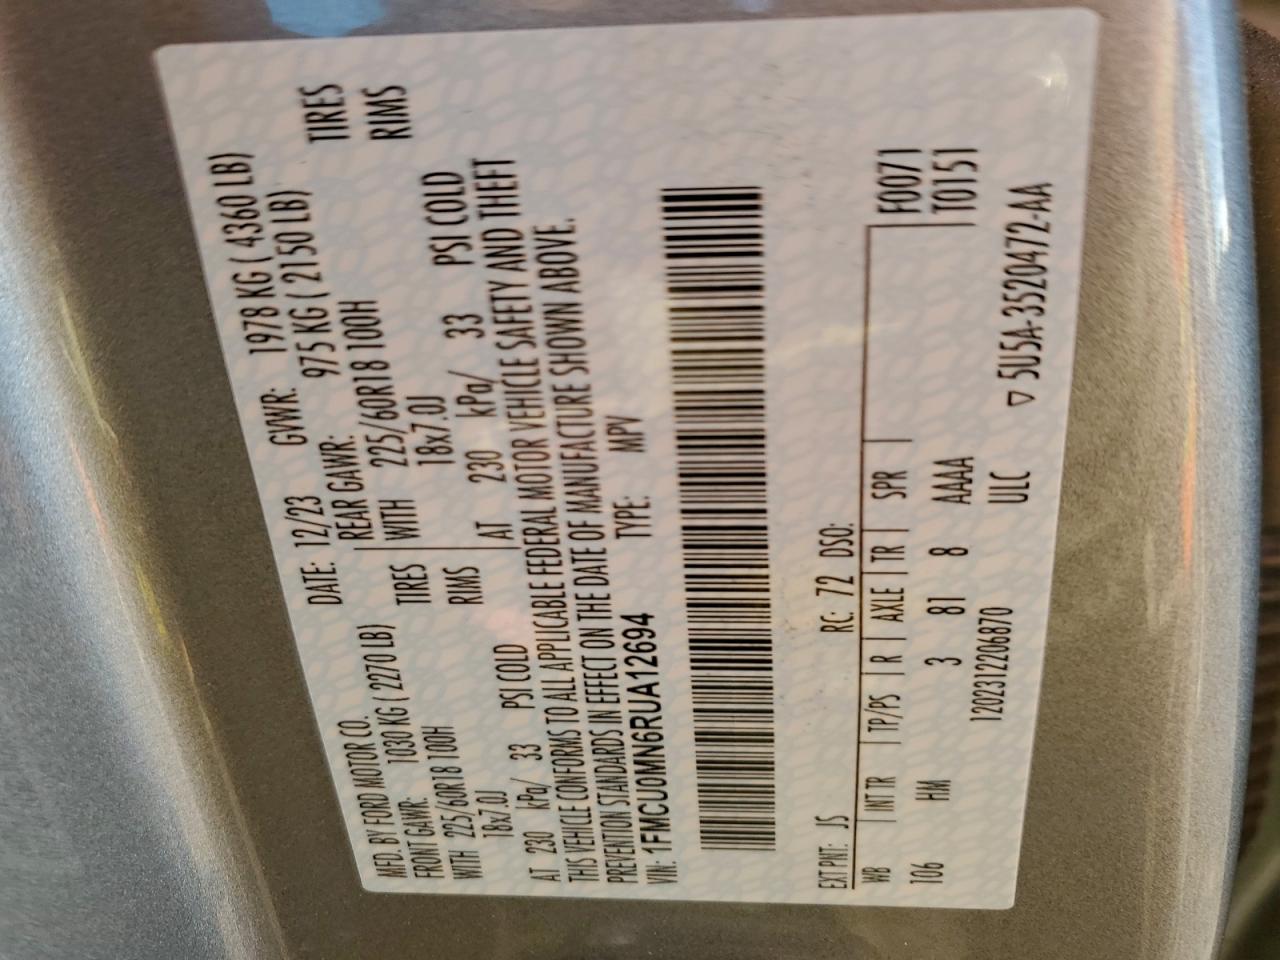 MFD. BY FORD MOTOR CO. DATE: 12/23 GVWR: 1978 KG ( 4360 LB)
FRONT GAWR: 1030 KG ( 2270 LB) REAR GAWR: 975 KG ( 2150 LB)
WITH 225/60R18 100H TIRES WITH 225/60R18 100H TIRES
18x7.0J RIMS 18x7.0J RIMS
AT 230 kPa/ 33 PSI COLD AT 230 kPa/ 33 PSI COLD
THIS VEHICLE CONFORMS TO ALL APPLICABLE FEDERAL MOTOR VEHICLE SAFETY AND THEFT
PREVENTION STANDARDS IN EFFECT ON THE DATE OF MANUFACTURE SHOWN ABOVE.
VIN: 1FMCU0MN6RUA12694 TYPE: MPV
EXT PNT: JS RC: 72 DSO:
WB | INT TR | TP/PS | R | AXLE | TR | SPR | F0071
106 HM 3 81 8 AAAA T0151
1202312206870 ULC ▽ 5U5A-3520472-AA